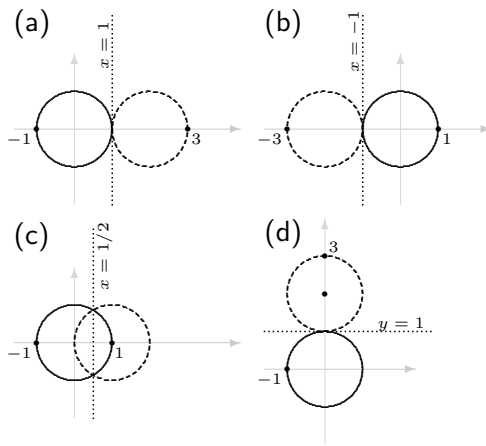 (a)
x = 1
−1
3
(b)
x = −1
−3
1
(c)
x = 1/2
−1
1
(d)
3
y = 1
−1